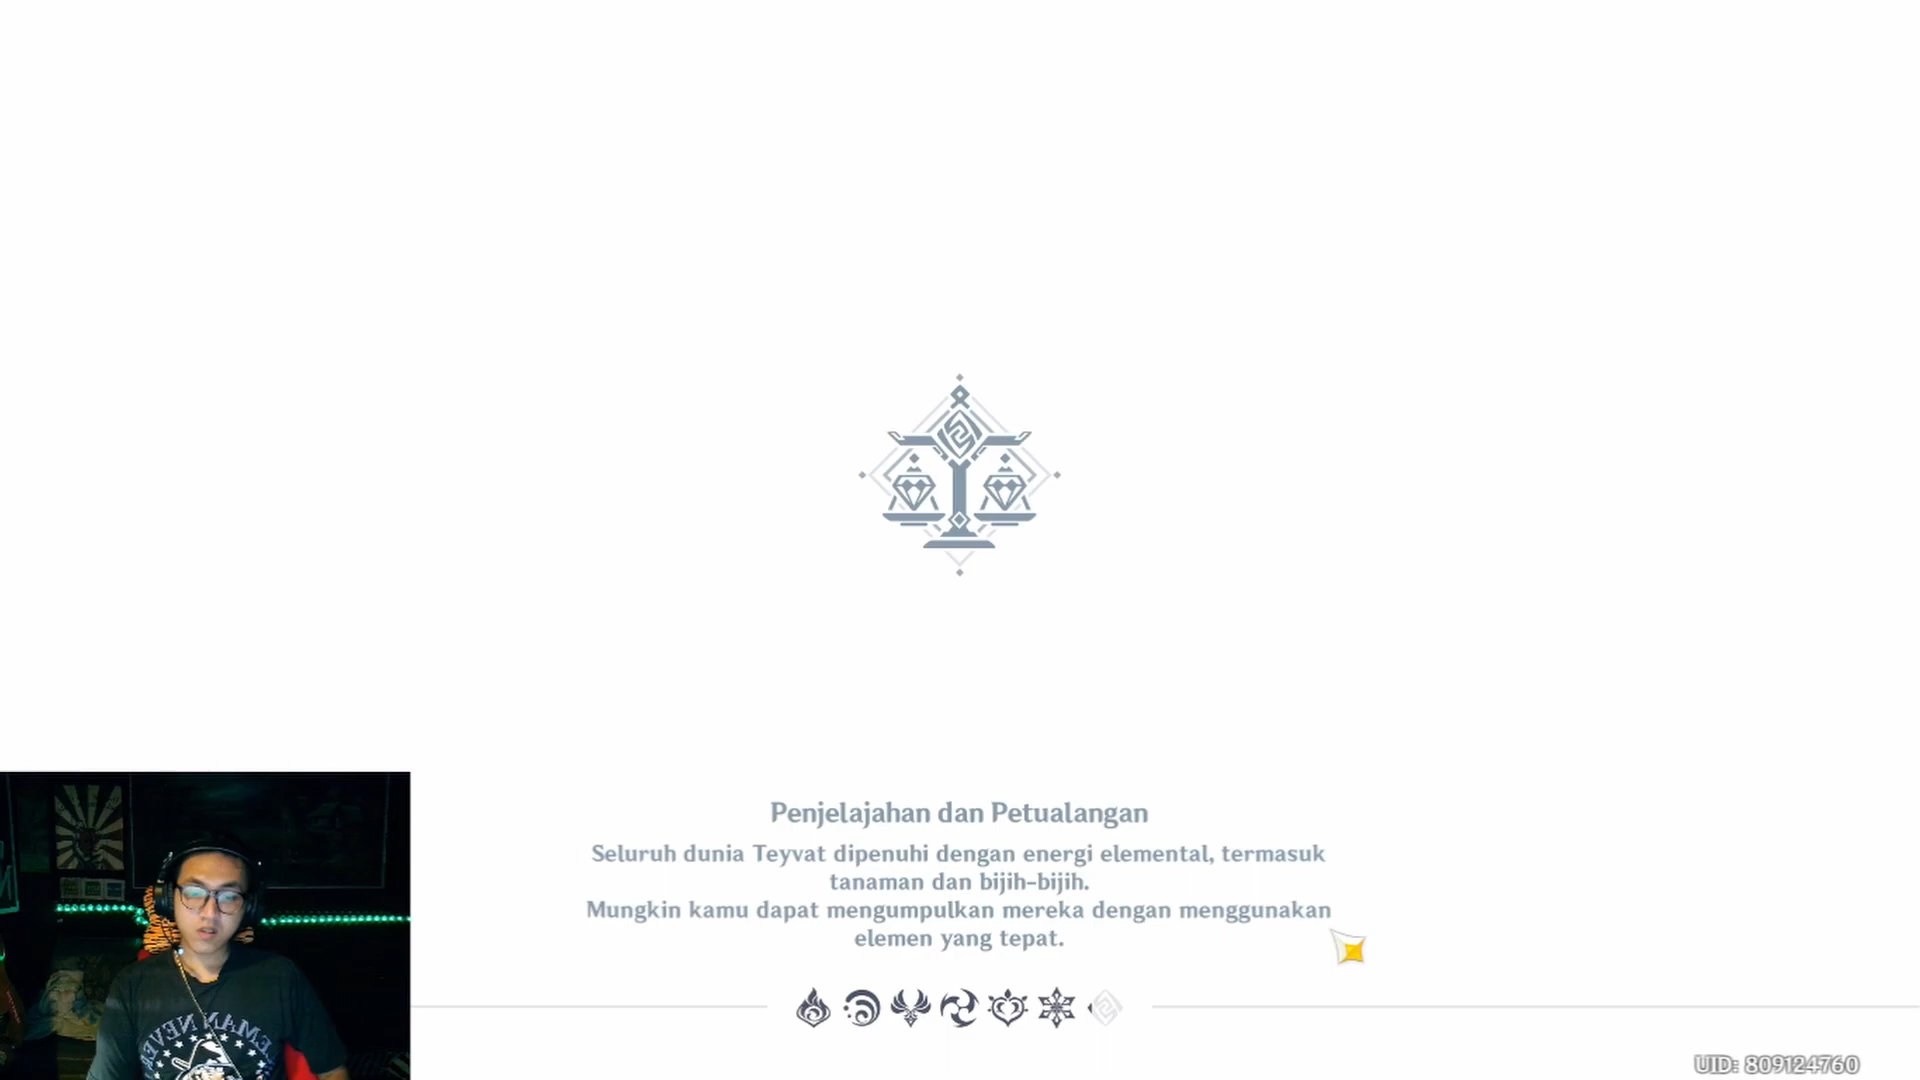 Penjelajahan dan Petualangan
Seluruh dunia Teyvat dipenuhi dengan energi elemental, termasuk
tanaman dan bijih-bijih.
Mungkin kamu dapat mengumpulkan mereka dengan menggunakan
elemen yang tepat.
UID: 809124760